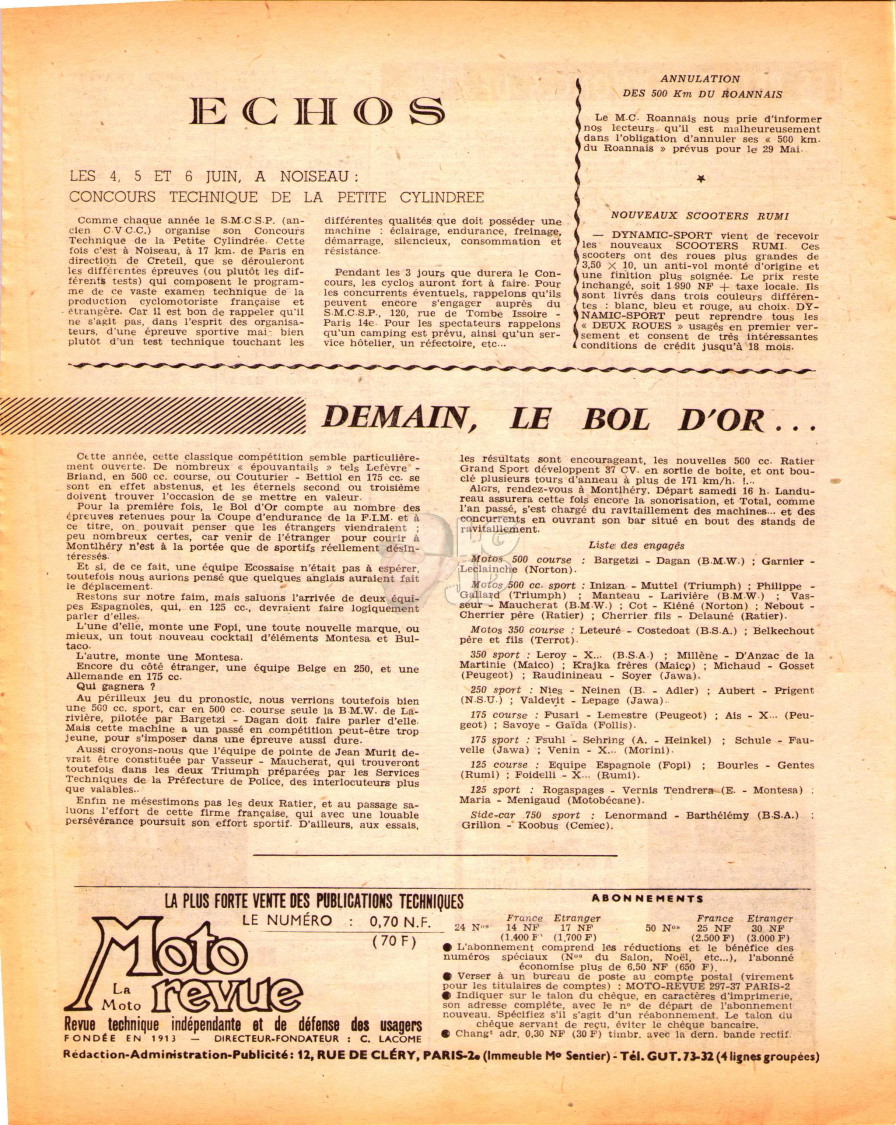 ECHOS
LES 4, 5 ET 6 JUIN, A NOISEAU :
CONCOURS TECHNIQUE DE LA PETITE CYLINDREE
Comme chaque année le S.M.C.S.P. (an-
cien C.V.C.C.) organise son Concours
Technique de la Petite Cylindrée. Cette
fois c'est à Noiseau, à 17 km. de Paris en
direction de Creteil, que se dérouleront
les différentes épreuves (ou plutôt les dif-
férents tests) qui composent le program-
me de ce vaste examen technique de la
production cyclomotoriste française et
étrangère. Car il est bon de rappeler qu'il
ne s'agit pas, dans l'esprit des organisa-
teurs, d'une épreuve sportive mais bien
plutôt d'un test technique touchant les
différentes qualités que doit posséder une
machine : éclairage, endurance, freinage,
démarrage, silencieux, consommation et
résistance.
Pendant les 3 jours que durera le Con-
cours, les cyclos auront fort à faire. Pour
les concurrents éventuels, rappelons qu'ils
peuvent encore s'engager auprès du
S.M.C.S.P., 120, rue de Tombe Issoire -
Paris 14e. Pour les spectateurs rappelons
qu'un camping est prévu, ainsi qu'un ser-
vice hôtelier, un réfectoire, etc...
ANNULATION
DES 500 Km DU ROANNAIS
Le M.C. Roannais nous prie d'informer
nos lecteurs qu'il est malheureusement
dans l'obligation d'annuler ses « 500 km.
du Roannais » prévus pour le 29 Mai.
NOUVEAUX SCOOTERS RUMI
— DYNAMIC-SPORT vient de recevoir
les nouveaux SCOOTERS RUMI. Ces
scooters ont des roues plus grandes de
3,50 × 10, un anti-vol monté d'origine et
une finition plus soignée. Le prix reste
inchangé, soit 1.990 NF + taxe locale. Ils
sont livrés dans trois couleurs différen-
tes : blanc, bleu et rouge, au choix. DY-
NAMIC-SPORT peut reprendre tous les
« DEUX ROUES » usagés en premier ver-
sement et consent de très intéressantes
conditions de crédit jusqu'à 18 mois.
DEMAIN, LE BOL D'OR...
Cette année, cette classique compétition semble particulière-
ment ouverte. De nombreux « épouvantails » tels Lefèvre -
Briand, en 500 cc. course, ou Couturier - Bettiol en 175 cc. se
sont en effet abstenus, et les éternels second ou troisième
doivent trouver l'occasion de se mettre en valeur.
Pour la première fois, le Bol d'Or compte au nombre des
épreuves retenues pour la Coupe d'endurance de la F.I.M. et à
ce titre, on pouvait penser que les étrangers viendraient ;
peu nombreux certes, car venir de l'étranger pour courir à
Montlhéry n'est à la portée que de sportifs réellement désin-
téressés.
Et si, de ce fait, une équipe Ecossaise n'était pas à espérer,
toutefois nous aurions pensé que quelques anglais auraient fait
le déplacement.
Restons sur notre faim, mais saluons l'arrivée de deux équi-
pes Espagnoles, qui, en 125 cc., devraient faire logiquement
parler d'elles.
L'une d'elle, monte une Fopi, une toute nouvelle marque, ou
mieux, un tout nouveau cocktail d'éléments Montesa et Bul-
taco.
L'autre, monte une Montesa.
Encore du côté étranger, une équipe Belge en 250, et une
Allemande en 175 cc.
Qui gagnera ?
Au périlleux jeu du pronostic, nous verrions toutefois bien
une 500 cc. sport, car en 500 cc. course seule la B.M.W. de La-
rivière, pilotée par Bargetzi - Dagan doit faire parler d'elle.
Mais cette machine a un passé en compétition peut-être trop
jeune, pour s'imposer dans une épreuve aussi dure.
Aussi croyons-nous que l'équipe de pointe de Jean Murit de-
vrait être constituée par Vasseur - Maucherat, qui trouveront
toutefois dans les deux Triumph préparées par les Services
Techniques de la Préfecture de Police, des interlocuteurs plus
que valables..
Enfin ne mésestimons pas les deux Ratier, et au passage sa-
luons l'effort de cette firme française, qui avec une louable
persévérance poursuit son effort sportif. D'ailleurs, aux essais,
les résultats sont encourageant, les nouvelles 500 cc. Ratier
Grand Sport développent 37 CV. en sortie de boîte, et ont bou-
clé plusieurs tours d'anneau à plus de 171 km/h. !...
Alors, rendez-vous à Montlhéry. Départ samedi 16 h. Landu-
reau assurera cette fois encore la sonorisation, et Total, comme
l'an passé, s'est chargé du ravitaillement des machines... et des
concurrents en ouvrant son bar situé en bout des stands de
ravitaillement.
Liste des engagés
Motos 500 course : Bargetzi - Dagan (B.M.W.) ; Garnier -
Leclainche (Norton).
Motos 500 cc. sport : Inizan - Muttel (Triumph) ; Philippe -
Gallard (Triumph) ; Manteau - Larivière (B.M.W.) ; Vas-
seur - Maucherat (B.M.W.) ; Cot - Kléné (Norton) ; Nebout -
Cherrier père (Ratier) ; Cherrier fils - Delauné (Ratier).
Motos 350 course : Leteuré - Costedoat (B.S.A.) ; Belkechout
père et fils (Terrot).
350 sport : Leroy - X... (B.S.A.) ; Millène - D'Anzac de la
Martinie (Maico) ; Krajka frères (Maico) ; Michaud - Gosset
(Peugeot) ; Raudinineau - Soyer (Jawa).
250 sport : Nies - Neinen (B. - Adler) ; Aubert - Prigent
(N.S.U.) ; Valdevit - Lepage (Jawa).
175 course : Fusari - Lemestre (Peugeot) ; Ais - X... (Peu-
geot) ; Savoye - Gaïda (Follis).
175 sport : Fsuhl - Sehring (A. - Heinkel) ; Schule - Fau-
velle (Jawa) ; Venin - X... (Morini).
125 course : Equipe Espagnole (Fopi) ; Bourles - Gentes
(Rumi) ; Foidelli - X... (Rumi).
125 sport : Rogaspages - Vernis Tendrera (E. - Montesa) ;
Maria - Menigaud (Motobécane).
Side-car 750 sport : Lenormand - Barthélémy (B.S.A.) ;
Grillon - Koobus (Cemec).
LA PLUS FORTE VENTE DES PUBLICATIONS TECHNIQUES
LE NUMÉRO : 0,70 N.F.
(70 F)
Moto
revue
La
Moto
Revue technique indépendante et de défense des usagers
FONDÉE EN 1913 — DIRECTEUR-FONDATEUR : C. LACOME
ABONNEMENTS
France Etranger France Etranger
24 Nos 14 NF 17 NF 50 Nos 25 NF 30 NF
(1.400 F) (1.700 F) (2.500 F) (3.000 F)
● L'abonnement comprend les réductions et le bénéfice des
numéros spéciaux (Nos du Salon, Noël, etc...), l'abonné
économise plus de 6,50 NF (650 F).
● Verser à un bureau de poste au compte postal (virement
pour les titulaires de comptes) : MOTO-REVUE 297-37 PARIS-2
● Indiquer sur le talon du chèque, en caractères d'imprimerie,
son adresse complète, avec le n° de départ de l'abonnement
nouveau. Spécifiez s'il s'agit d'un réabonnement. Le talon du
chèque servant de reçu, éviter le chèque bancaire.
● Changt adr. 0,30 NF (30 F) timbr. avec la dern. bande rectif.
Rédaction-Administration-Publicité : 12, RUE DE CLÉRY, PARIS-2e (Immeuble Mo Sentier) - Tél. GUT. 73-32 (4 lignes groupées)